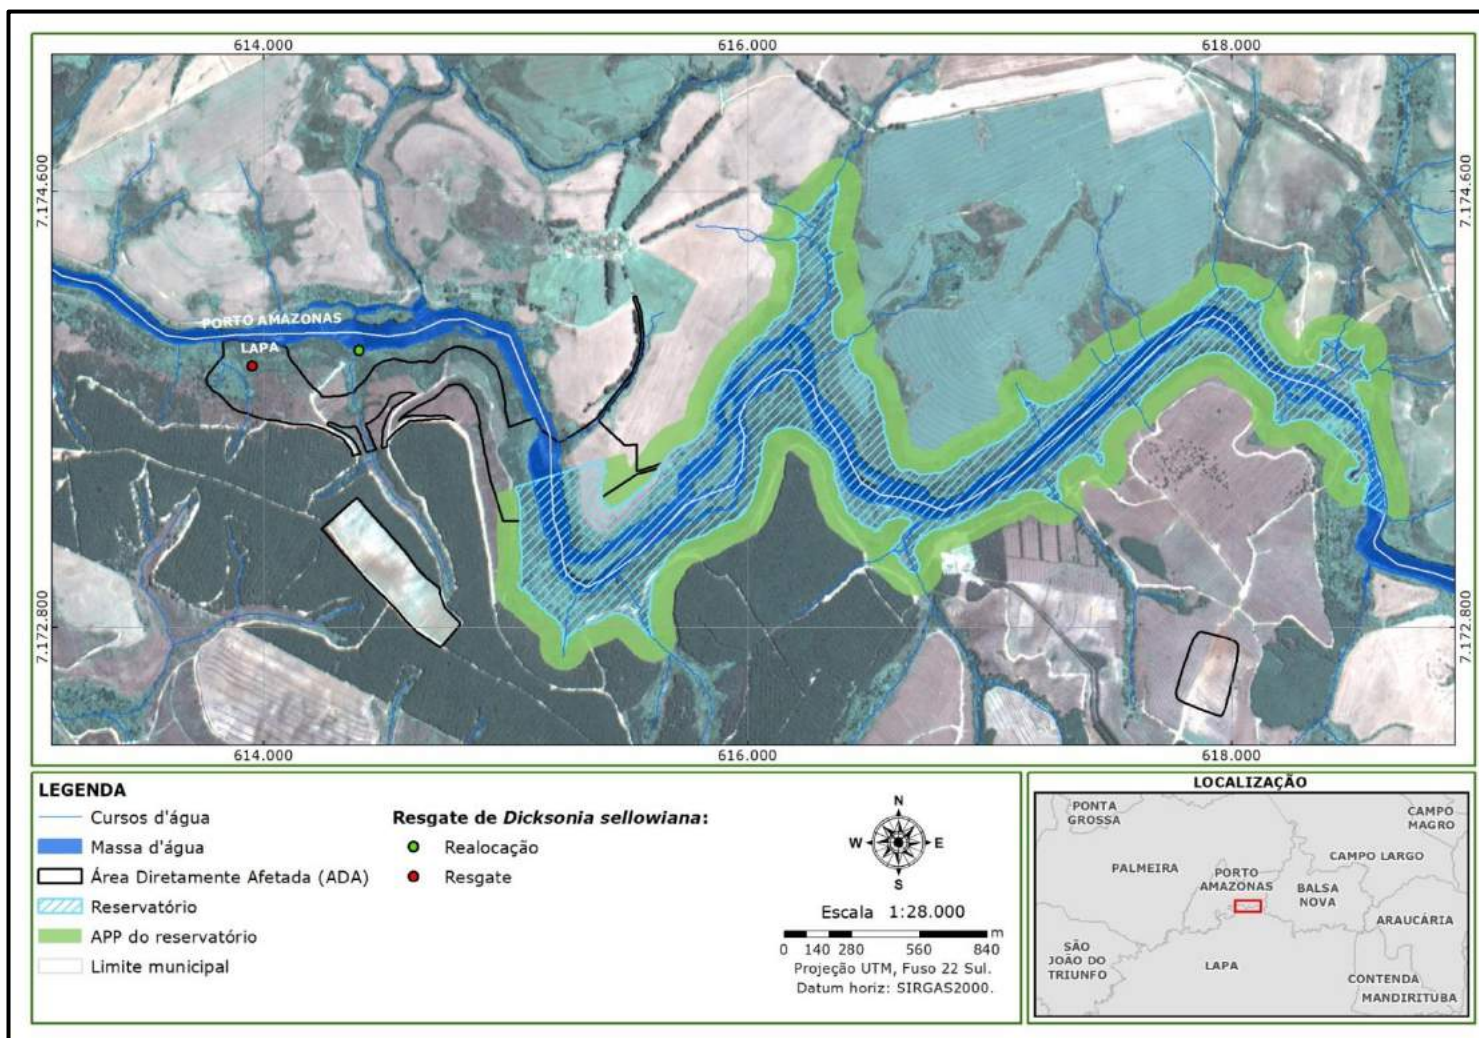 614.000 616.000 618.000
7.174.600 7.174.600
PORTO AMAZONAS
LAPA
7.172.800 7.172.800
614.000 616.000 618.000
LEGENDA
Cursos d'água
Massa d'água
Área Diretamente Afetada (ADA)
Reservatório
APP do reservatório
Limite municipal
Resgate de Dicksonia sellowiana:
Realocação
Resgate
N
W E
S
Escala 1:28.000
m
0 140 280 560 840
Projeção UTM, Fuso 22 Sul.
Datum horiz: SIRGAS2000.
LOCALIZAÇÃO
PONTA
GROSSA
CAMPO
MAGRO
CAMPO LARGO
PALMEIRA
PORTO
AMAZONAS
BALSA
NOVA
ARAUCÁRIA
SÃO
JOÃO DO
TRIUNFO
LAPA
CONTENDA
MANDIRITUBA